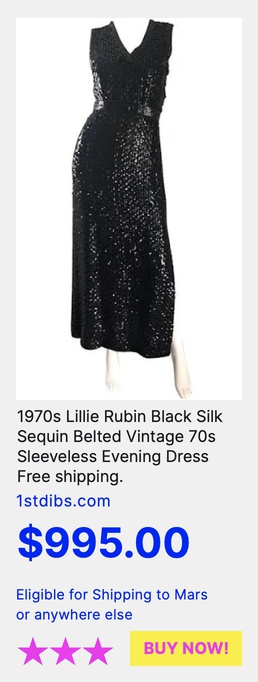 1970s Lillie Rubin Black Silk
Sequin Belted Vintage 70s
Sleeveless Evening Dress
Free shipping.
1stdibs.com
$995.00
Eligible for Shipping to Mars
or anywhere else
BUY NOW!